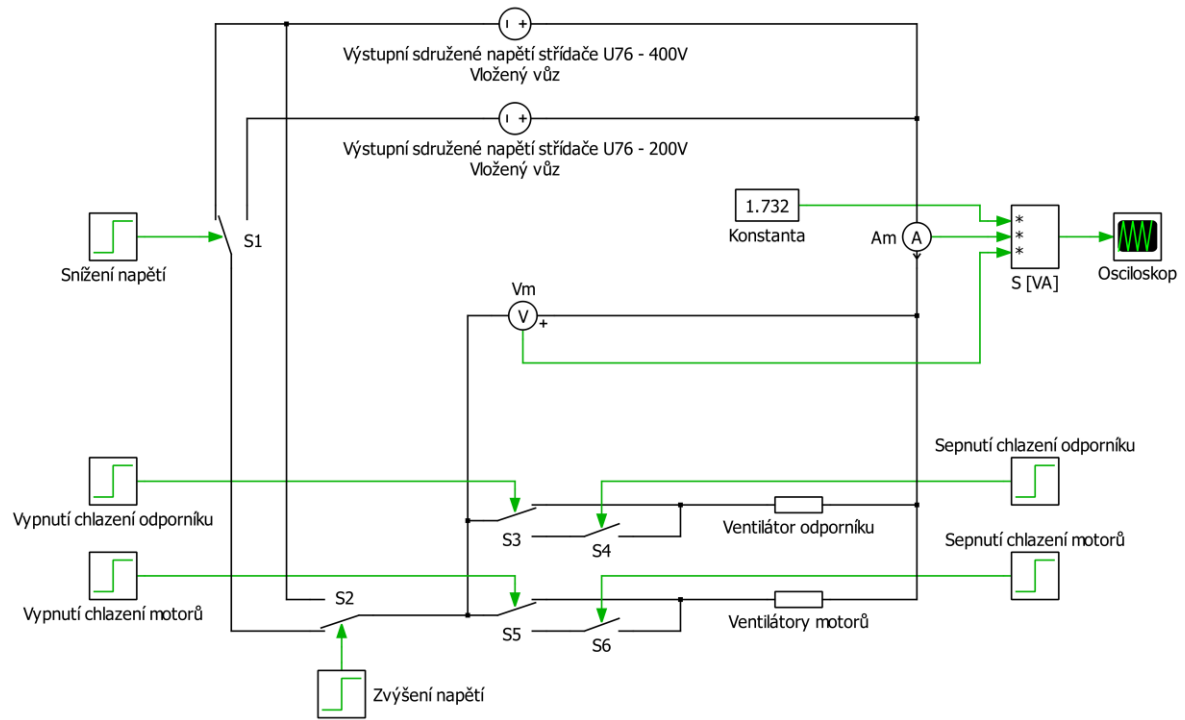 Výstupní sdružené napětí střídače U76 - 400V
Vložený vůz
Výstupní sdružené napětí střídače U76 - 200V
Vložený vůz
Snížení napětí
S1
1.732
Konstanta
Am
A
*
*
*
S [VA]
Osciloskop
Vm
V
+
Vypnutí chlazení odporníku
Sepnutí chlazení odporníku
S3
S4
Ventilátor odporníku
Vypnutí chlazení motorů
Sepnutí chlazení motorů
S2
S5
S6
Ventilátory motorů
Zvýšení napětí